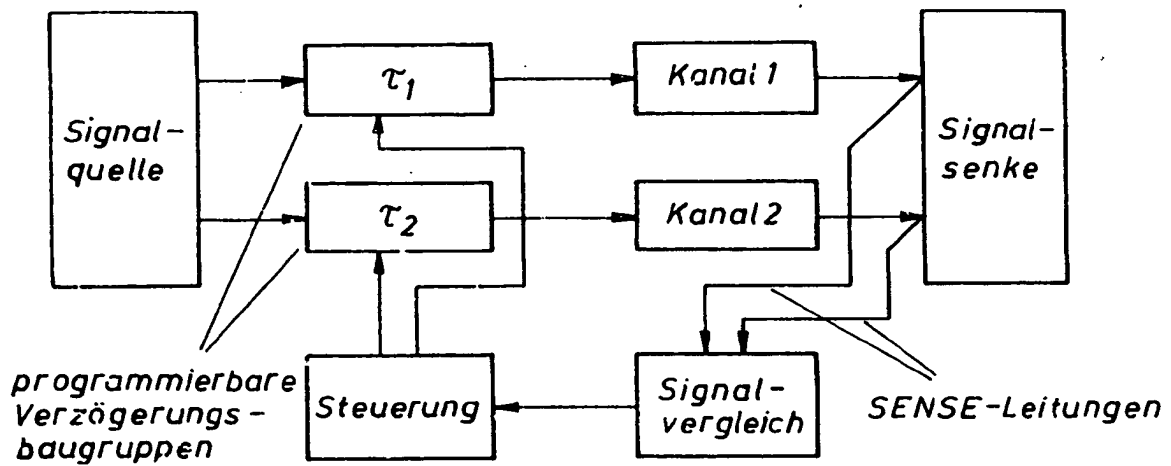 Signal-
quelle
τ1
Kanal 1
Signal-
senke
τ2
Kanal 2
programmierbare
Verzögerungs-
baugruppen
Steuerung
Signal-
vergleich
SENSE-Leitungen